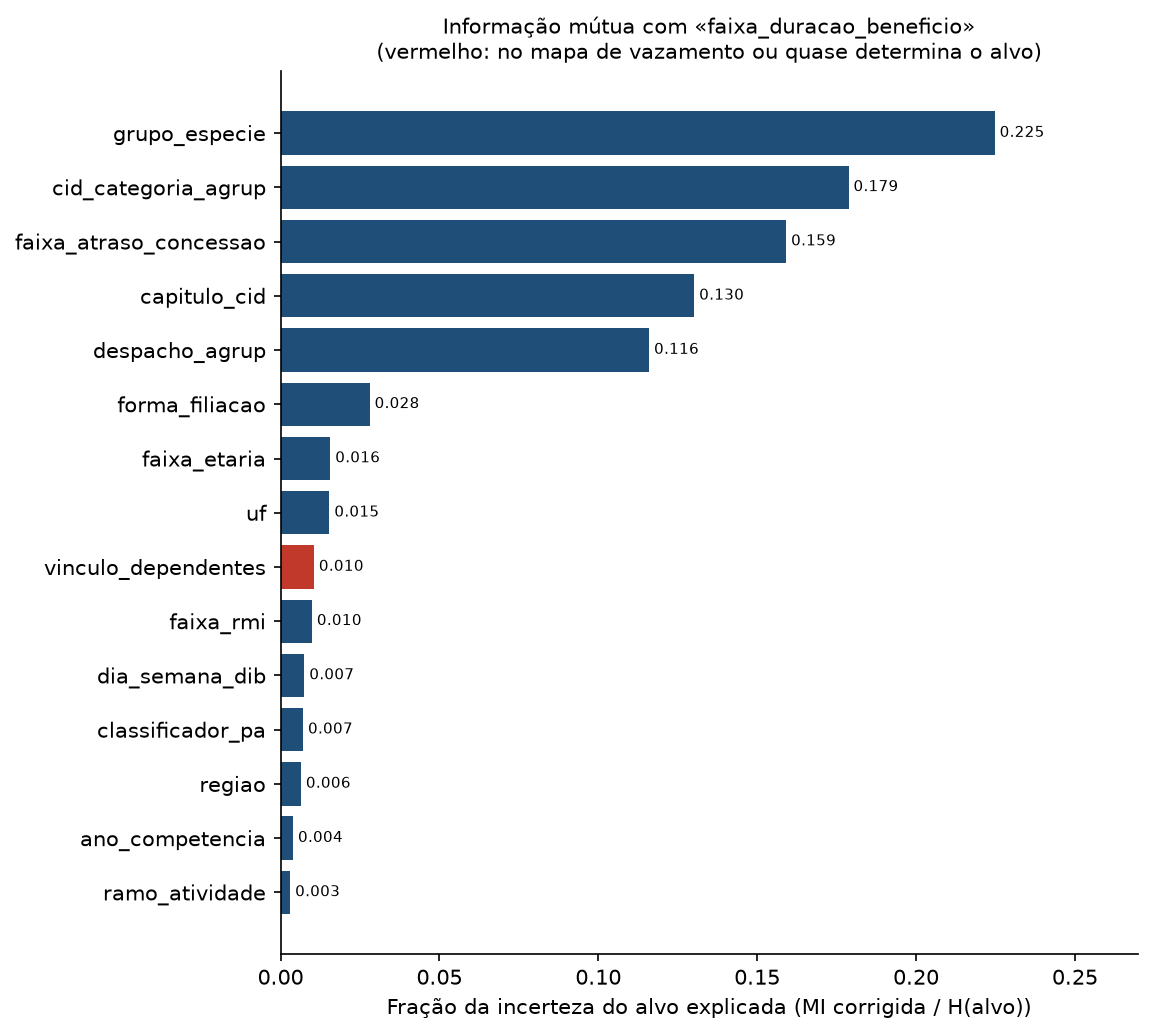 Informação mútua com «faixa_duracao_beneficio»
(vermelho: no mapa de vazamento ou quase determina o alvo)
grupo_especie 0.225
cid_categoria_agrup 0.179
faixa_atraso_concessao 0.159
capitulo_cid 0.130
despacho_agrup 0.116
forma_filiacao 0.028
faixa_etaria 0.016
uf 0.015
vinculo_dependentes 0.010
faixa_rmi 0.010
dia_semana_dib 0.007
classificador_pa 0.007
regiao 0.006
ano_competencia 0.004
ramo_atividade 0.003
0.00 0.05 0.10 0.15 0.20 0.25
Fração da incerteza do alvo explicada (MI corrigida / H(alvo))